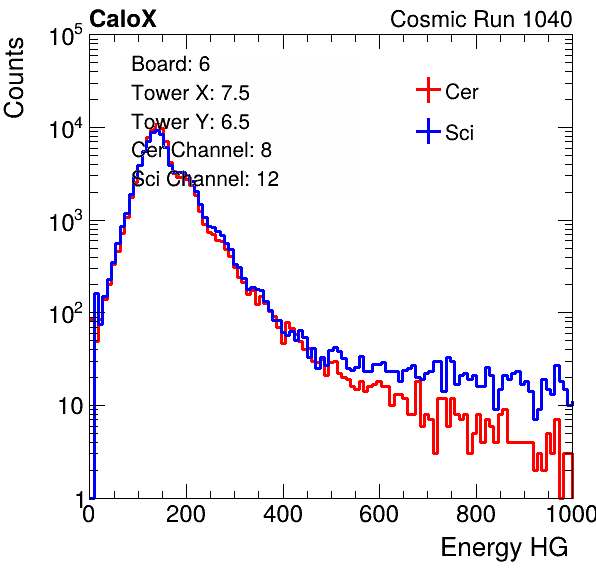 CaloX
Cosmic Run 1040
Counts
Board: 6
Tower X: 7.5
Tower Y: 6.5
Cer Channel: 8
Sci Channel: 12
Cer
Sci
10^5
10^4
10^3
10^2
10
1
0 200 400 600 800 1000
Energy HG